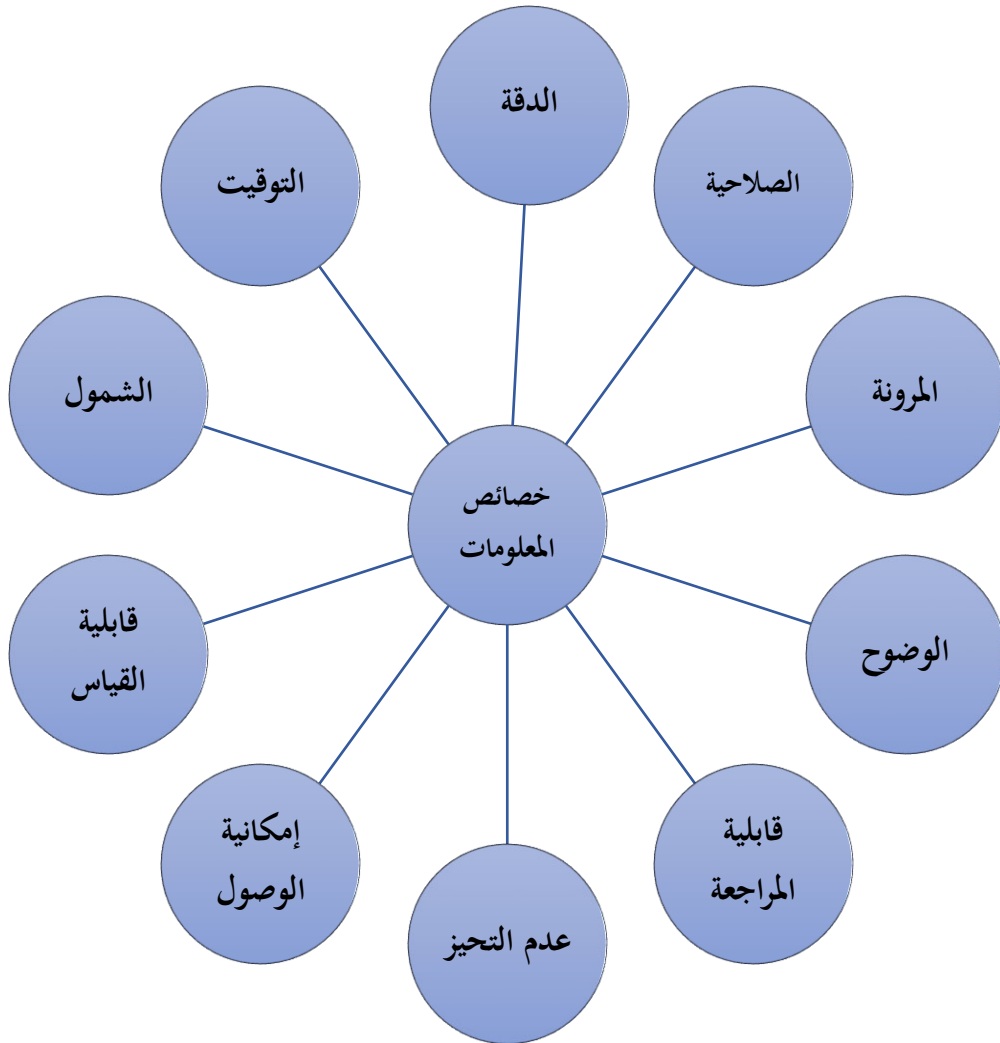 الدقة
الصلاحية
التوقيت
المرونة
الشمول
خصائص
المعلومات
الوضوح
قابلية
القياس
قابلية
المراجعة
إمكانية
الوصول
عدم التحيز